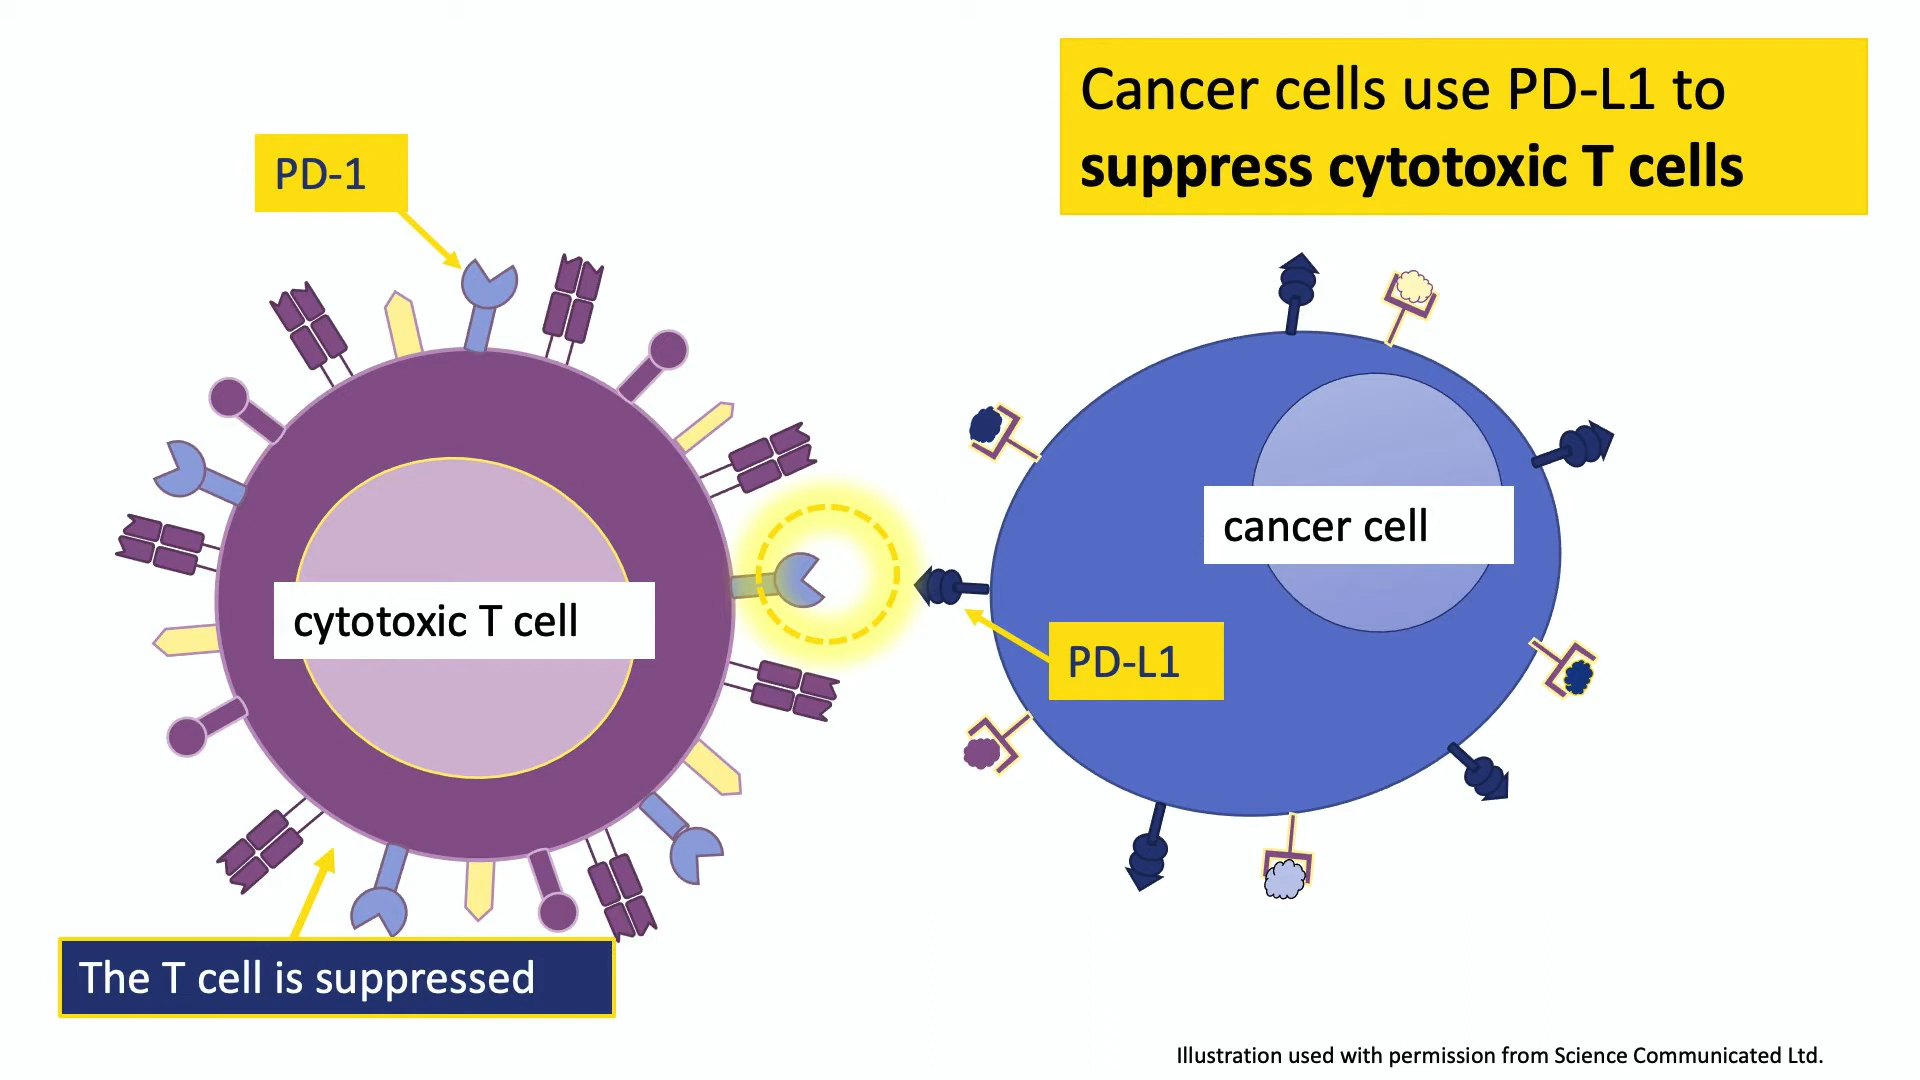 Cancer cells use PD-L1 to
suppress cytotoxic T cells
PD-1
cancer cell
cytotoxic T cell
PD-L1
The T cell is suppressed
Illustration used with permission from Science Communicated Ltd.